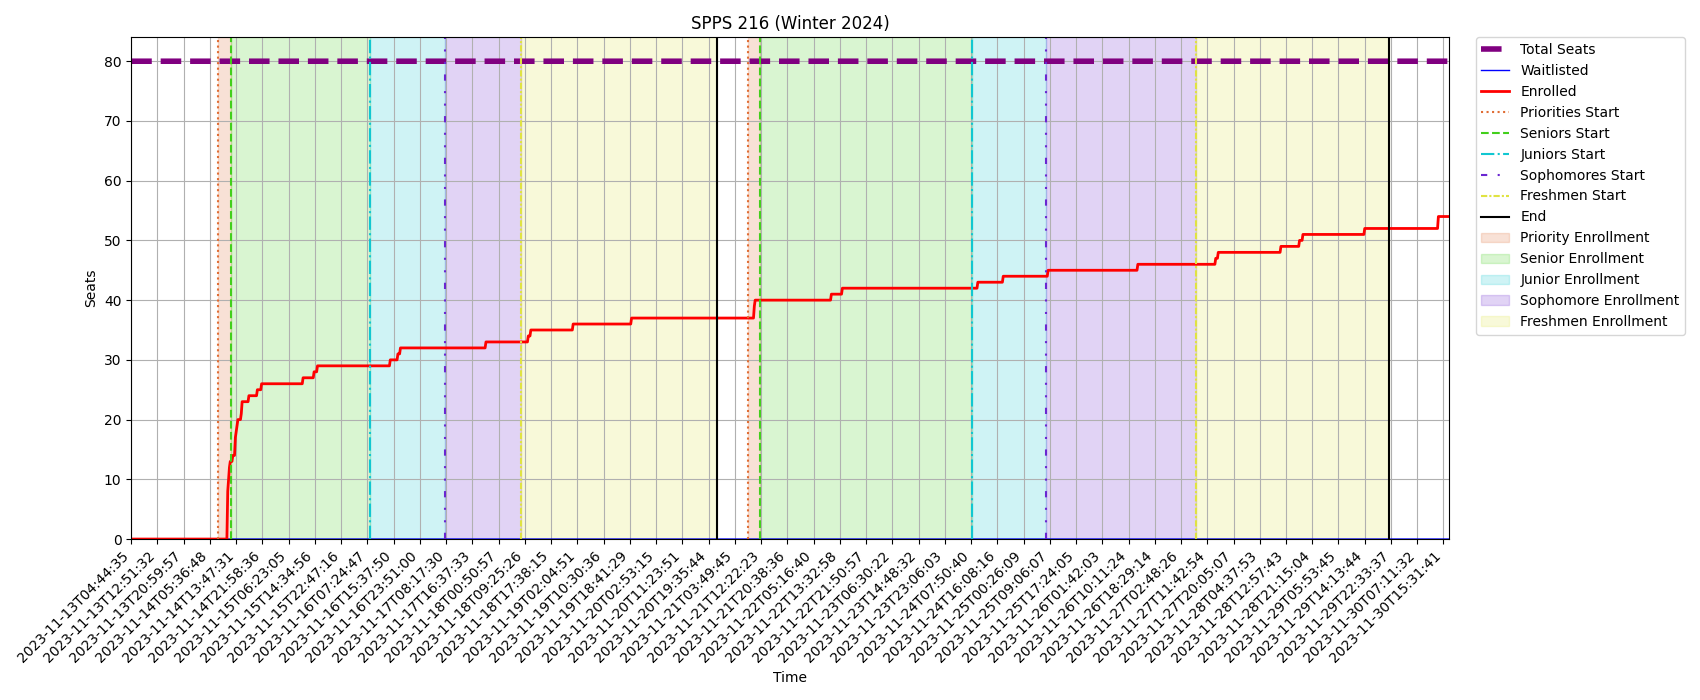 SPPS 216 (Winter 2024)
Seats
80
70
60
50
40
30
20
10
0
2023-11-13T04:44:35
2023-11-13T12:51:32
2023-11-13T20:59:57
2023-11-14T05:36:48
2023-11-14T13:47:31
2023-11-14T21:58:36
2023-11-15T06:23:05
2023-11-15T14:34:56
2023-11-15T22:47:16
2023-11-16T07:24:47
2023-11-16T15:37:50
2023-11-16T23:51:00
2023-11-17T08:17:30
2023-11-17T16:37:33
2023-11-18T00:50:57
2023-11-18T09:25:26
2023-11-18T17:38:15
2023-11-19T02:04:51
2023-11-19T10:30:36
2023-11-19T18:41:29
2023-11-20T02:53:15
2023-11-20T11:23:51
2023-11-20T19:35:44
2023-11-21T03:49:45
2023-11-21T12:22:23
2023-11-21T20:38:36
2023-11-22T05:16:40
2023-11-22T13:32:58
2023-11-22T21:50:57
2023-11-23T06:30:22
2023-11-23T14:48:32
2023-11-23T23:06:03
2023-11-24T07:50:40
2023-11-24T16:08:16
2023-11-25T00:26:09
2023-11-25T09:06:07
2023-11-25T17:24:05
2023-11-26T01:42:03
2023-11-26T10:11:24
2023-11-26T18:29:14
2023-11-27T02:48:26
2023-11-27T11:42:54
2023-11-27T20:05:07
2023-11-28T04:37:53
2023-11-28T12:57:43
2023-11-28T21:15:04
2023-11-29T05:53:45
2023-11-29T14:13:44
2023-11-29T22:33:37
2023-11-30T07:11:32
2023-11-30T15:31:41
Time
Total Seats
Waitlisted
Enrolled
Priorities Start
Seniors Start
Juniors Start
Sophomores Start
Freshmen Start
End
Priority Enrollment
Senior Enrollment
Junior Enrollment
Sophomore Enrollment
Freshmen Enrollment